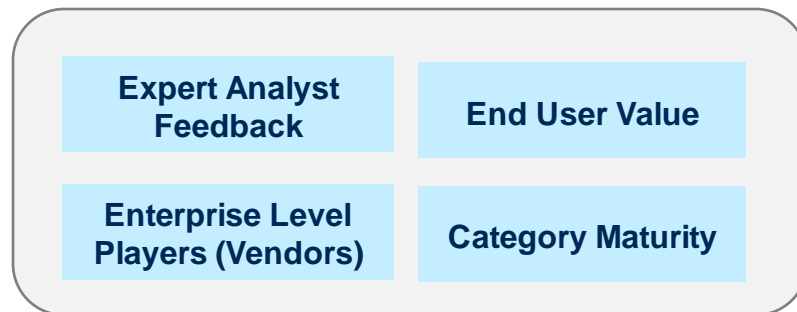 Expert Analyst
Feedback
End User Value
Enterprise Level
Players (Vendors)
Category Maturity